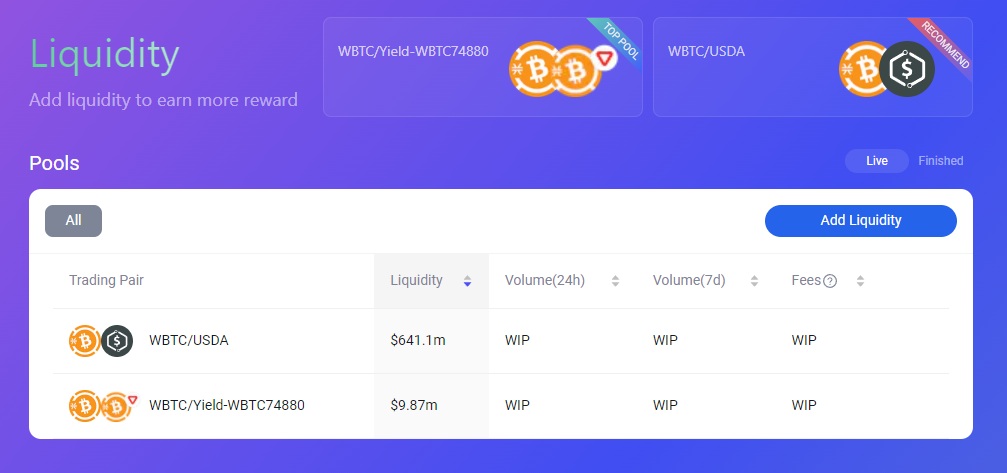 Liquidity
Add liquidity to earn more reward
WBTC/Yield-WBTC74880
TOP POOL
WBTC/USDA
RECOMMEND
Pools
Live Finished
All Add Liquidity
Trading Pair Liquidity Volume(24h) Volume(7d) Fees
WBTC/USDA $641.1m WIP WIP WIP
WBTC/Yield-WBTC74880 $9.87m WIP WIP WIP